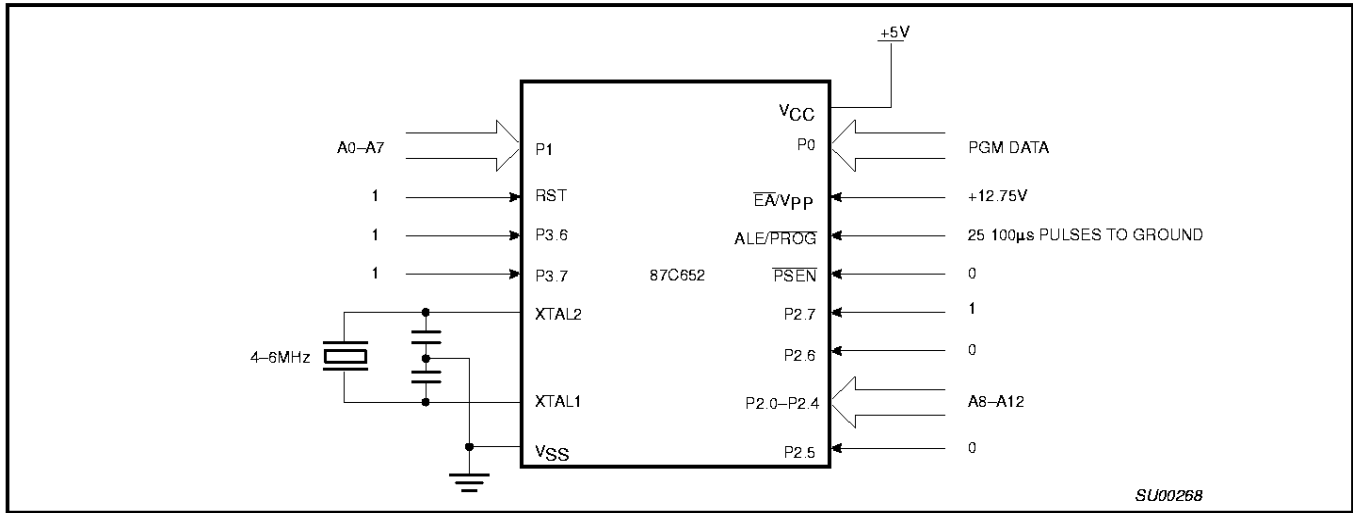 +5V
VCC
A0–A7
P1
P0
PGM DATA
1
RST
EA/VPP
+12.75V
1
P3.6
ALE/PROG
25 100µs PULSES TO GROUND
1
P3.7
87C652
PSEN
0
XTAL2
P2.7
1
4–6MHz
P2.6
0
XTAL1
P2.0–P2.4
A8–A12
VSS
P2.5
0
SU00268